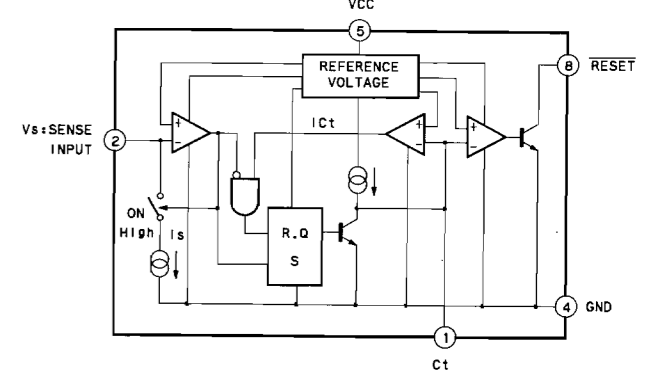 VCC
5
REFERENCE
VOLTAGE
8 RESET
Vs:SENSE
INPUT
2
+
−
ICt
+
−
+
−
ON
High Is
R.Q
S
4 GND
1
Ct